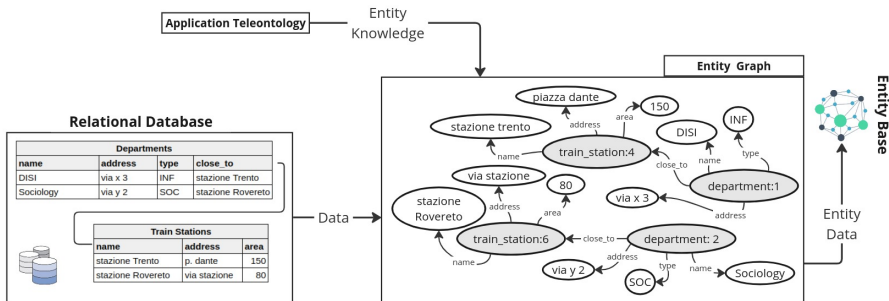 Application Teleontology
Entity
Knowledge
Entity Graph
Entity Base
Relational Database
Departments
name address type close_to
DISI via x 3 INF stazione Trento
Sociology via y 2 SOC stazione Rovereto
Train Stations
name address area
stazione Trento p. dante 150
stazione Rovereto via stazione 80
Data
piazza dante
150
address
area
stazione trento
name
train_station:4
DISI
INF
name
type
close_to
department:1
via x 3
address
via stazione
80
stazione
Rovereto
address
area
train_station:6
name
close_to
department: 2
address
via y 2
type
SOC
name
Sociology
Entity
Data